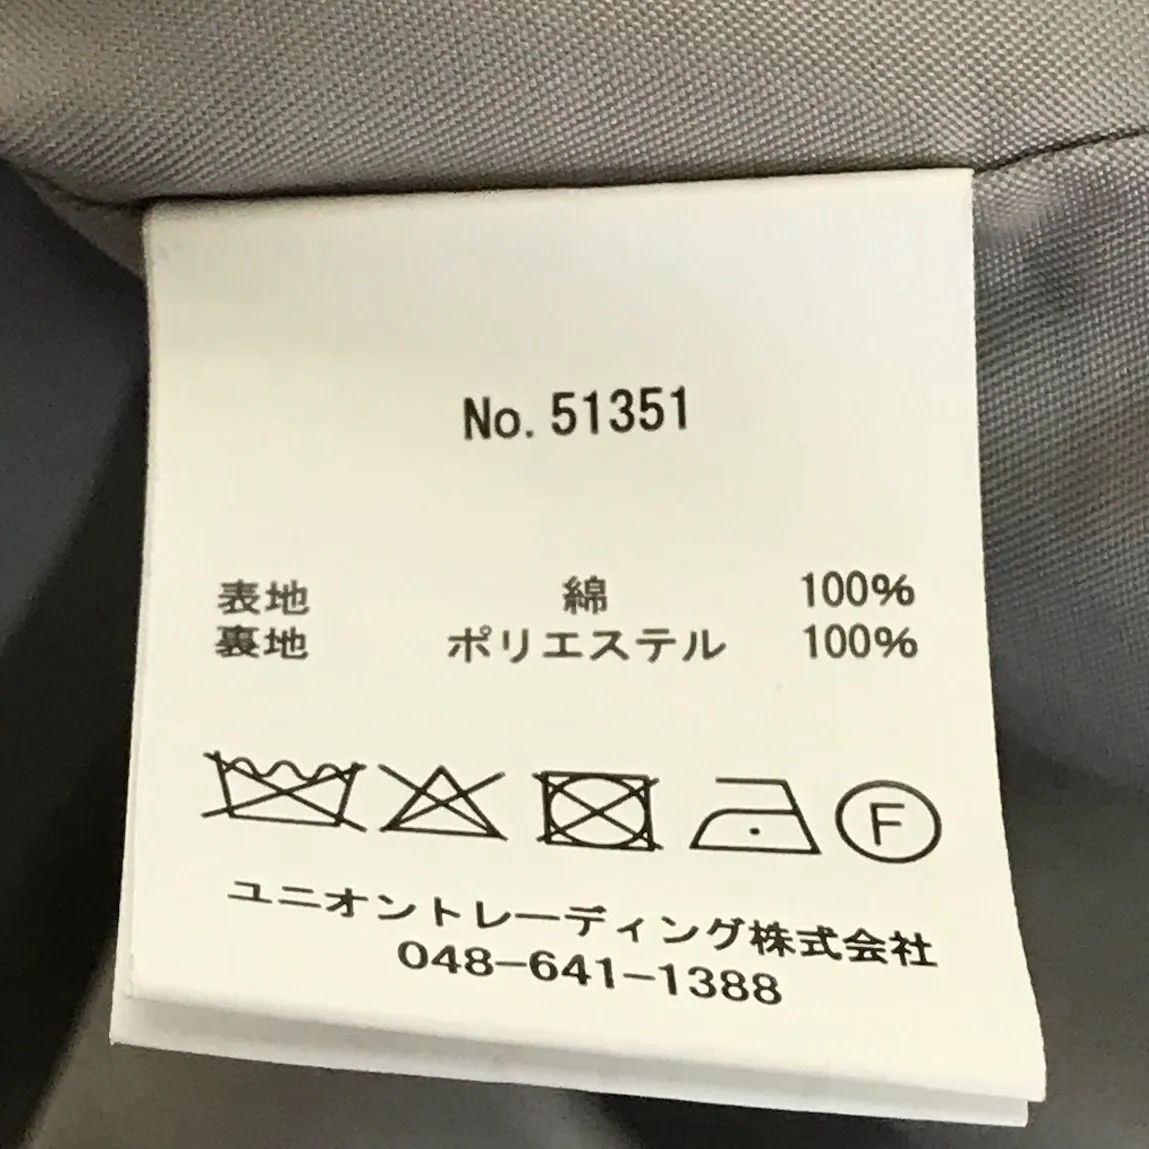 No. 51351
表地 綿 100%
裏地 ポリエステル 100%
F
ユニオントレーディング株式会社
048-641-1388